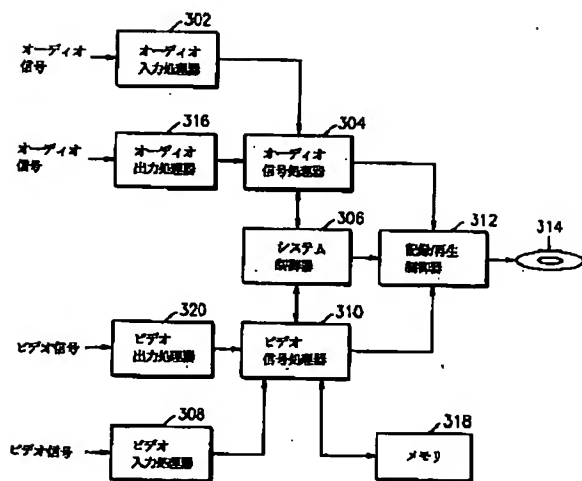 302
オーディオ
信号
オーディオ
入力処理器
316
304
オーディオ
信号
オーディオ
出力処理器
オーディオ
信号処理器
306
312
314
システム
制御器
記録/再生
制御器
320
310
ビデオ信号
ビデオ
出力処理器
ビデオ
信号処理器
308
318
ビデオ信号
ビデオ
入力処理器
メモリ